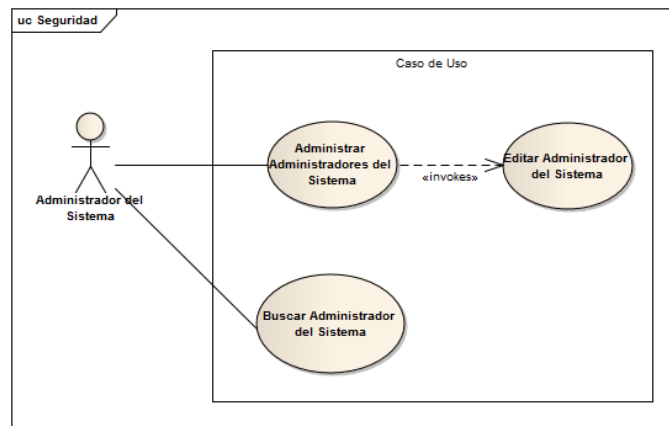 uc Seguridad
Caso de Uso
Administrar
Administradores del
Sistema
Editar Administrador
del Sistema
«invokes»
Administrador del
Sistema
Buscar Administrador
del Sistema